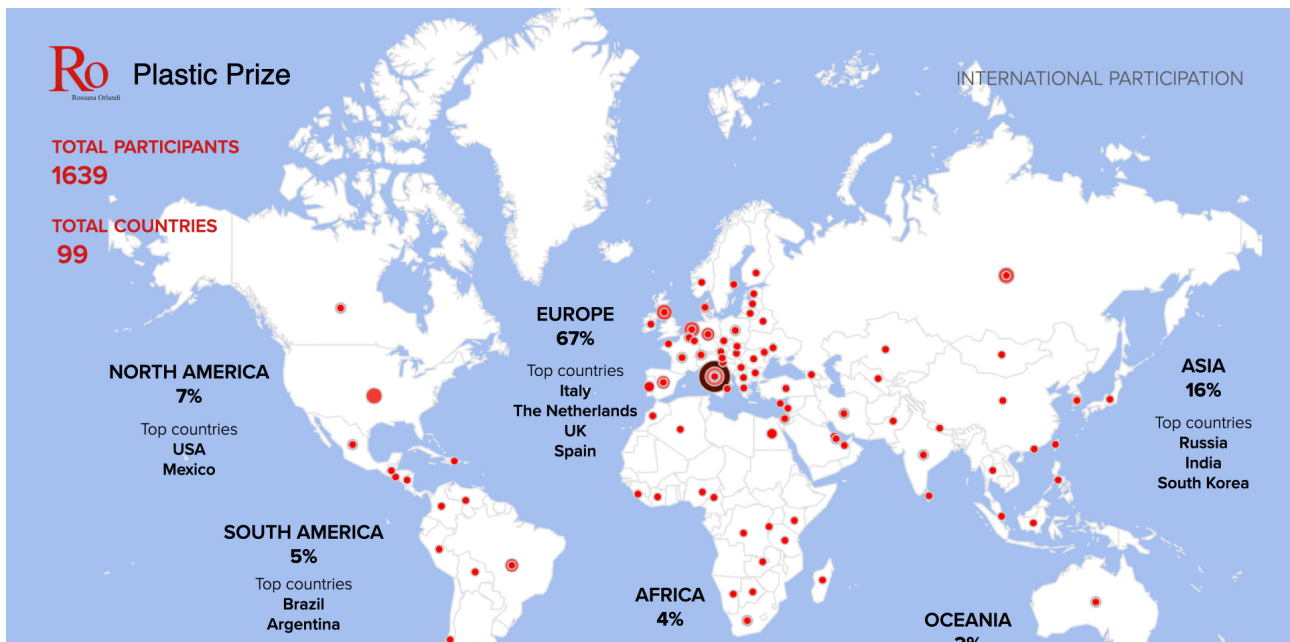 Ro
Plastic Prize
Rossana Orlandi
INTERNATIONAL PARTICIPATION
TOTAL PARTICIPANTS
1639
TOTAL COUNTRIES
99
EUROPE
67%
Top countries
Italy
The Netherlands
UK
Spain
NORTH AMERICA
7%
Top countries
USA
Mexico
ASIA
16%
Top countries
Russia
India
South Korea
SOUTH AMERICA
5%
Top countries
Brazil
Argentina
AFRICA
4%
OCEANIA